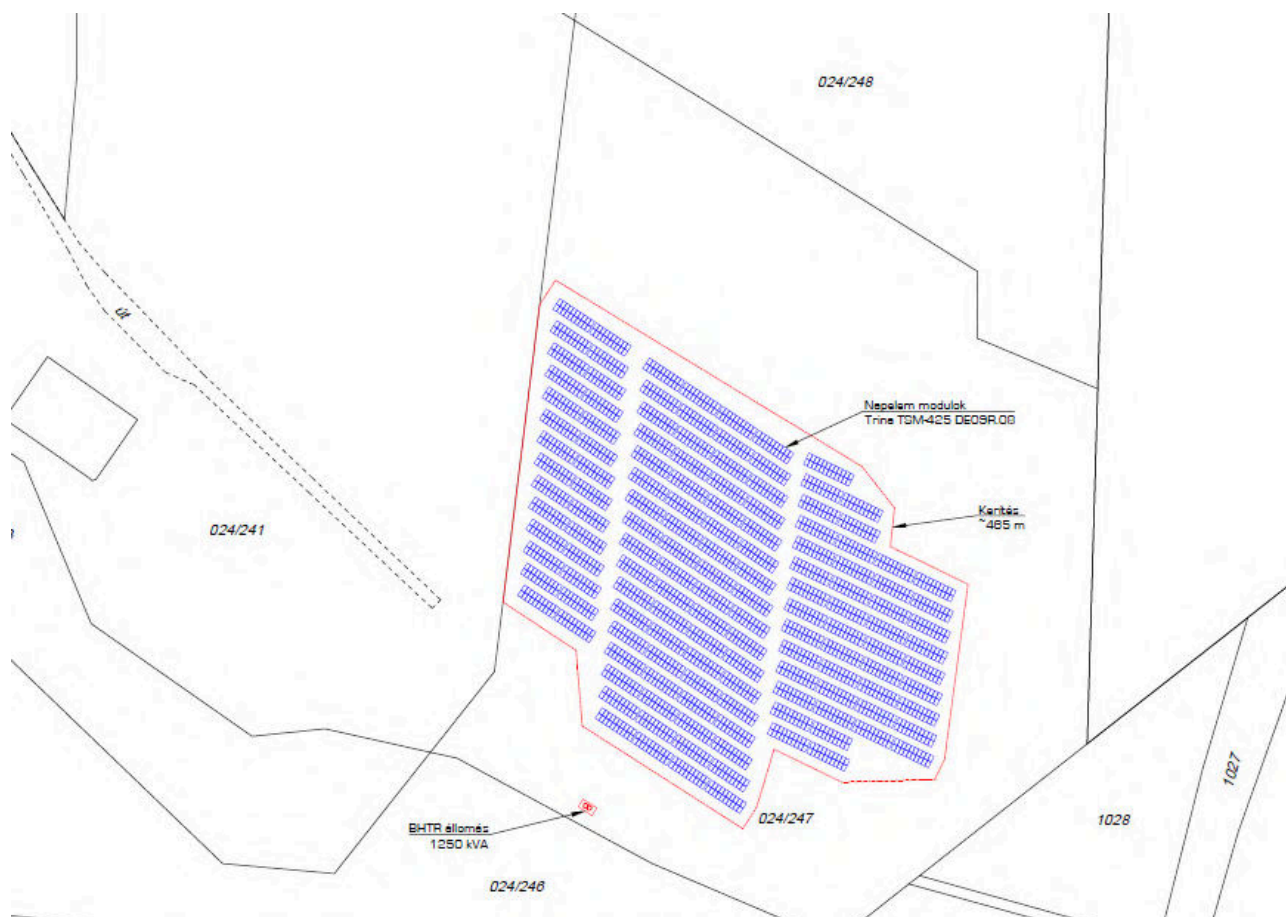 024/248
Út
Napelem modulok
Trina TSM-425 DE09R.08
Kerítés
~465 m
024/241
1027
024/247
1028
BHTR állomás
1250 kVA
024/246